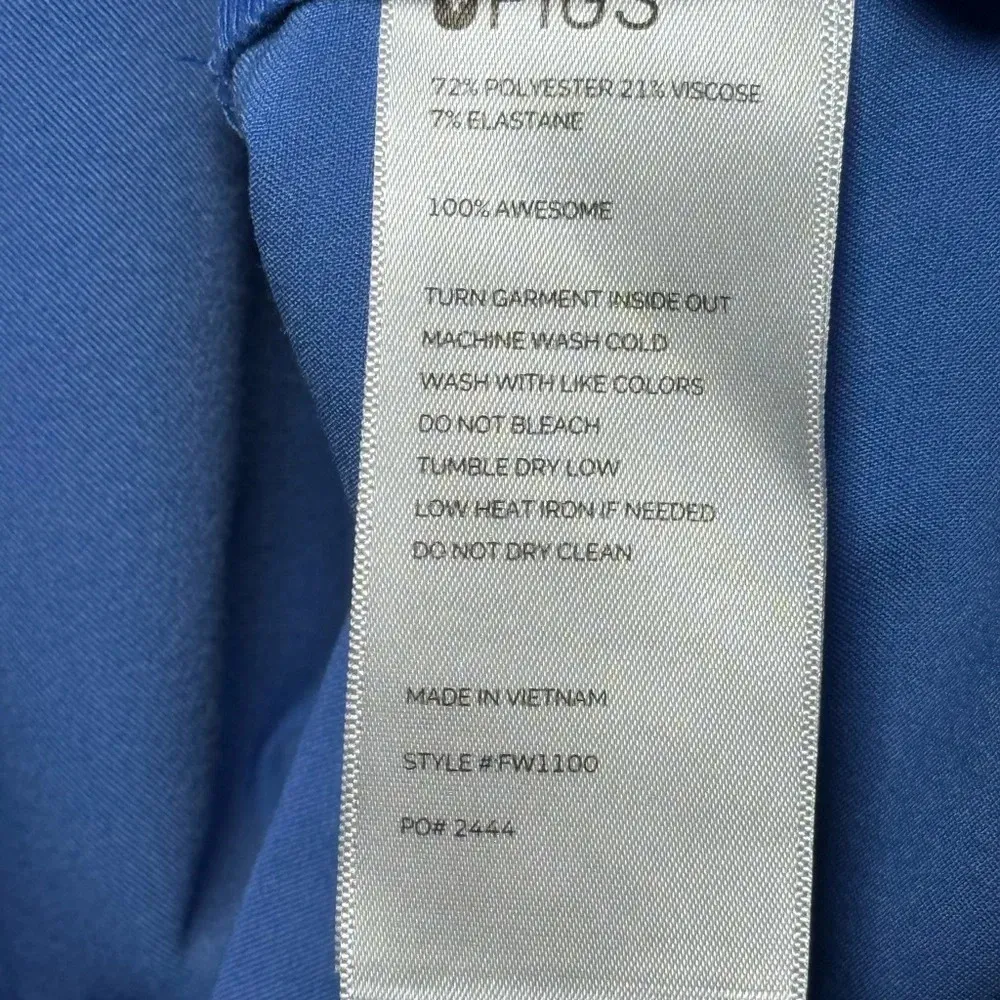 FIGS
72% POLYESTER 21% VISCOSE
7% ELASTANE
100% AWESOME
TURN GARMENT INSIDE OUT
MACHINE WASH COLD
WASH WITH LIKE COLORS
DO NOT BLEACH
TUMBLE DRY LOW
LOW HEAT IRON IF NEEDED
DO NOT DRY CLEAN
MADE IN VIETNAM
STYLE # FW1100
PO# 2444